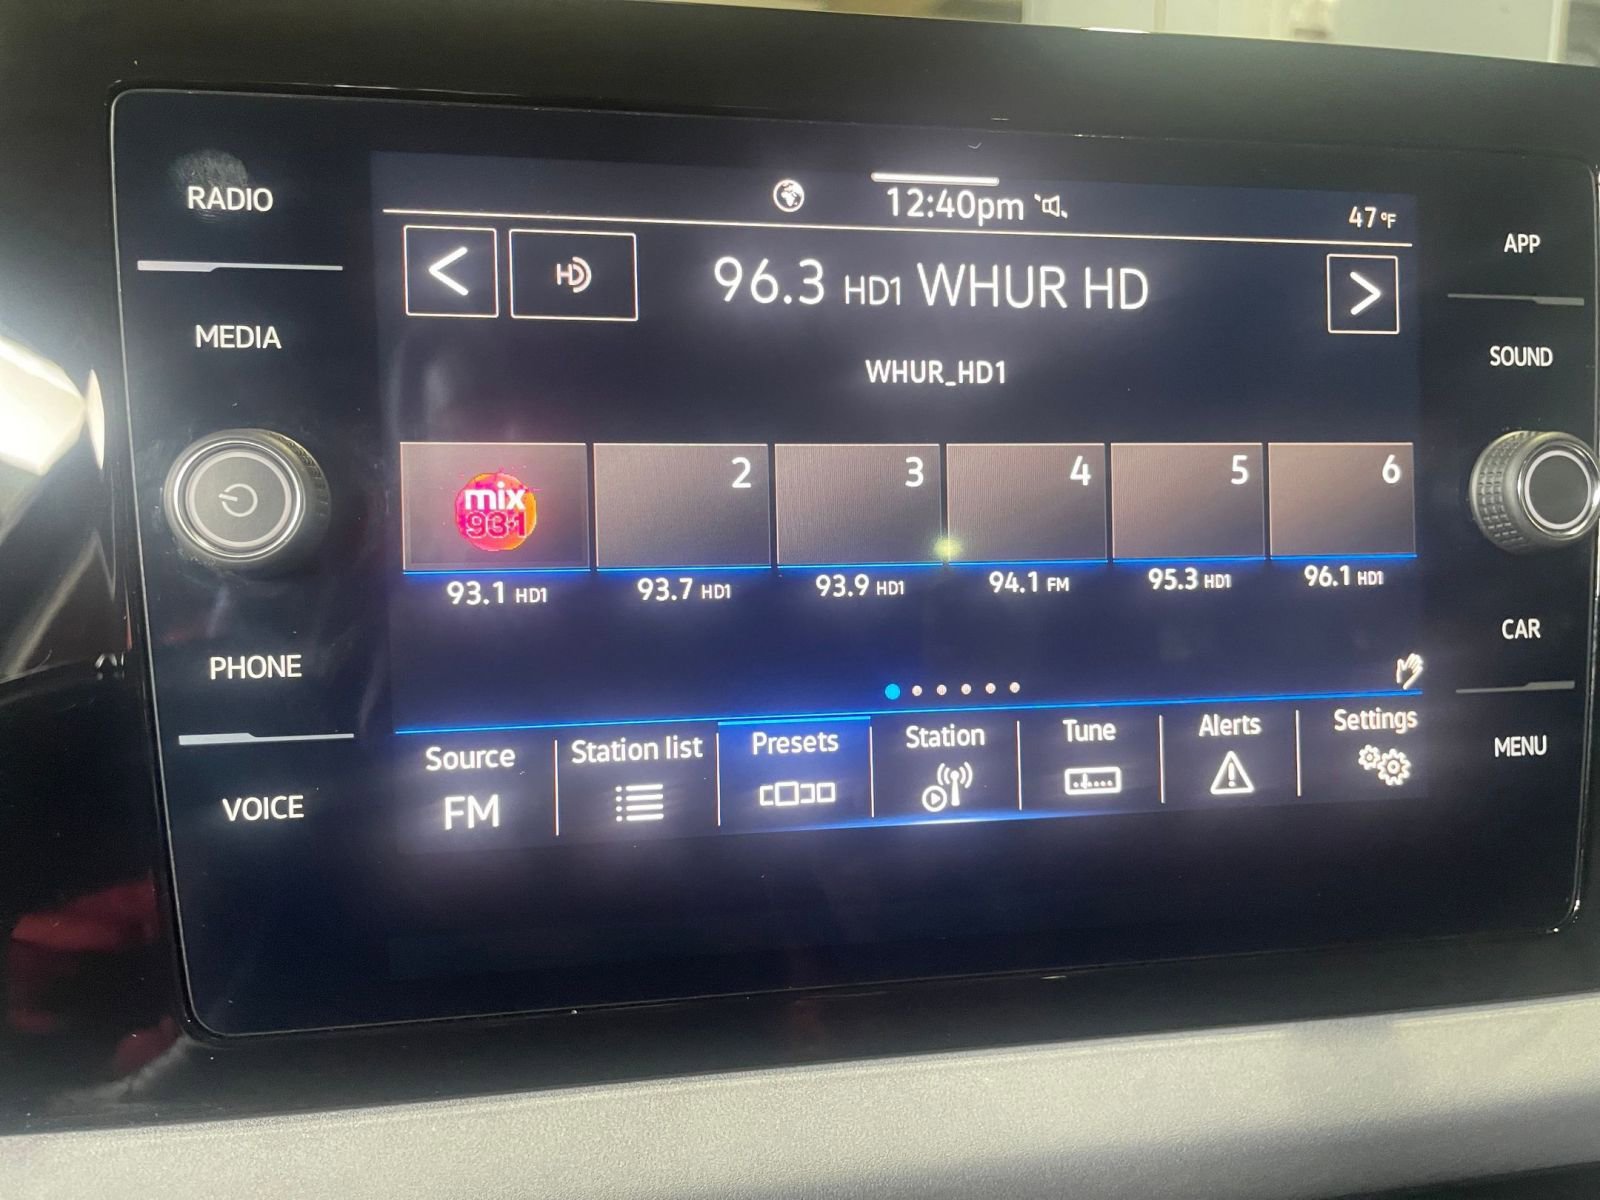 RADIO
MEDIA
PHONE
VOICE
12:40pm
47°F
HD
96.3 HD1 WHUR HD
WHUR_HD1
mix
93.1
2
3
4
5
6
93.1 HD1
93.7 HD1
93.9 HD1
94.1 FM
95.3 HD1
96.1 HD1
Source
FM
Station list
Presets
Station
Tune
Alerts
Settings
APP
SOUND
CAR
MENU